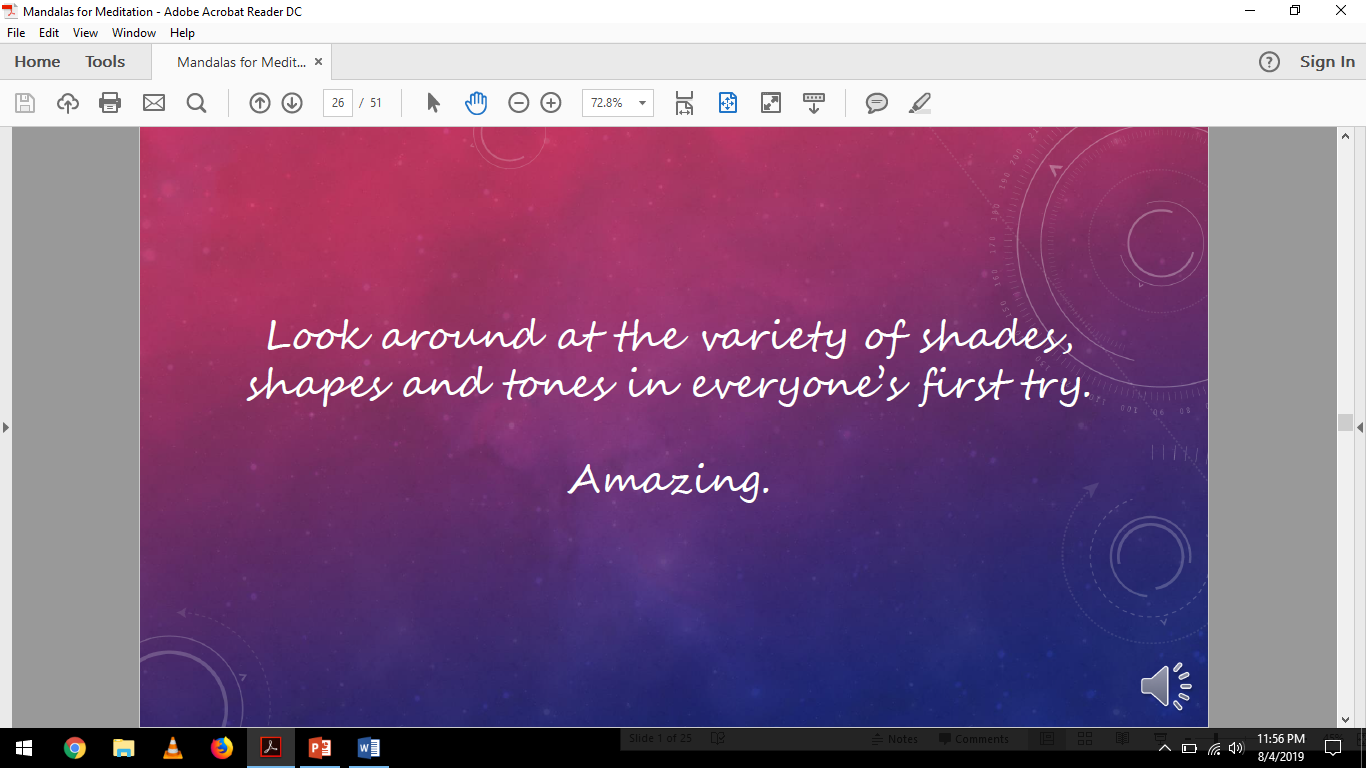 Mandalas for Meditation - Adobe Acrobat Reader DC
File Edit View Window Help
Home Tools Mandalas for Medit... × Sign In
26 / 51 72.8%
Look around at the variety of shades,
shapes and tones in everyone's first try.
Amazing.
Slide 1 of 25 Notes Comments
11:56 PM
8/4/2019